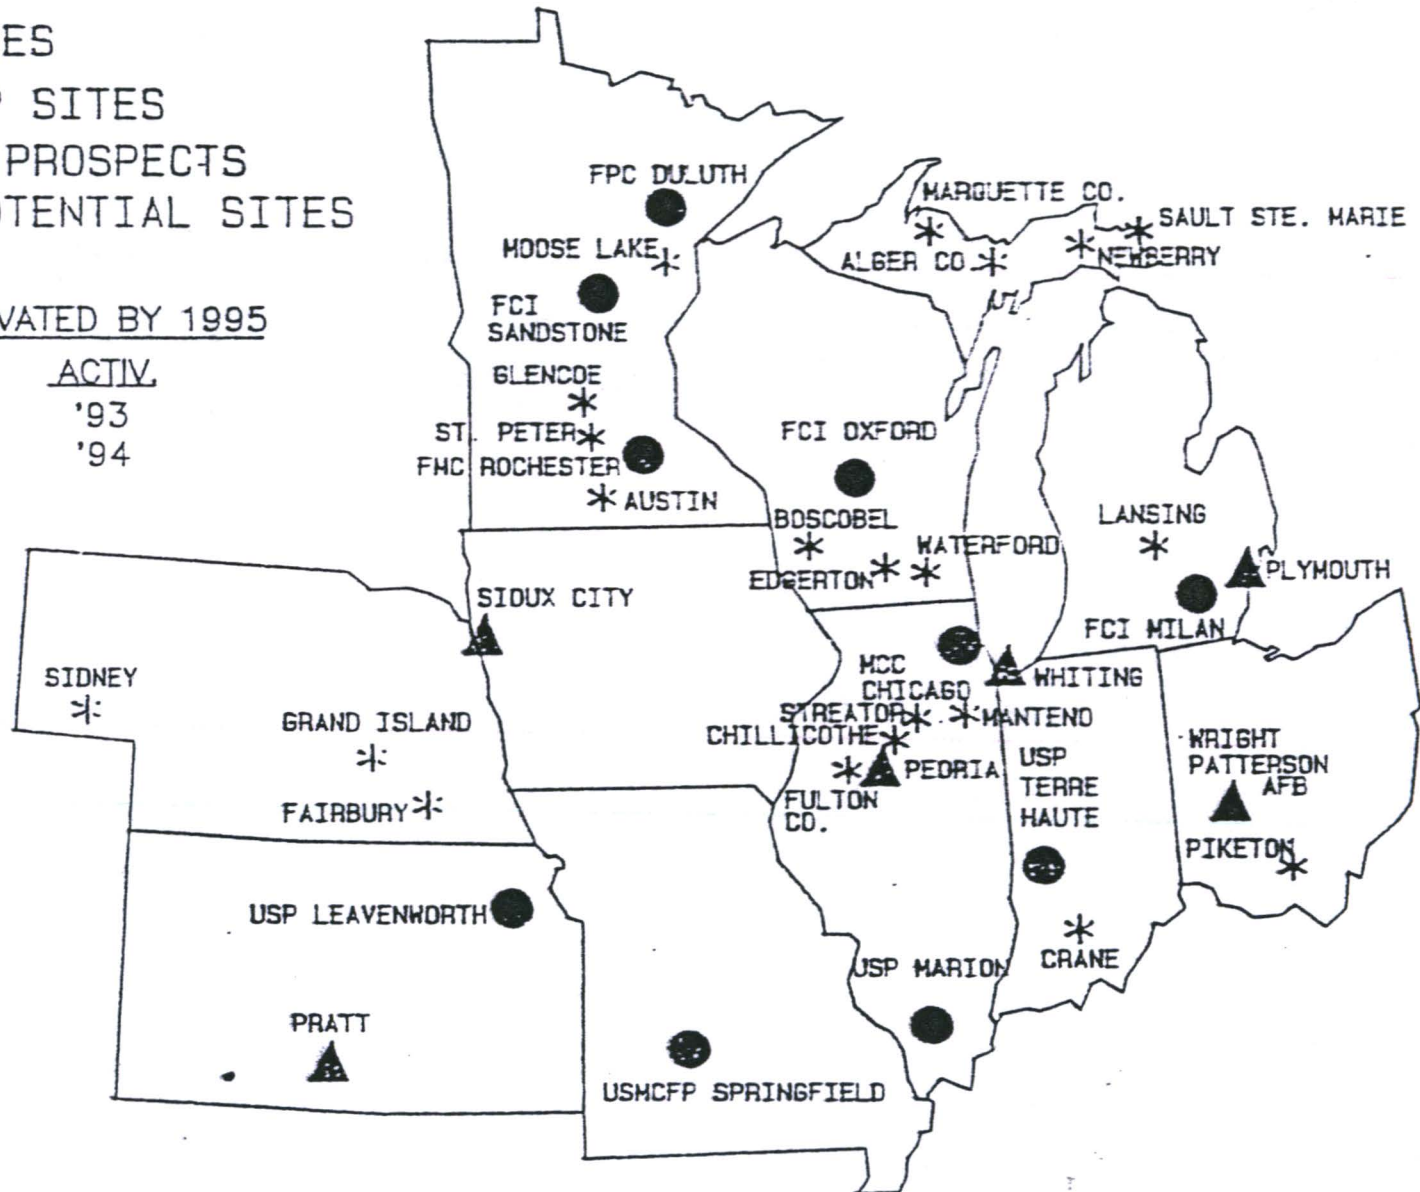 ES
SITES
PROSPECTS
OTENTIAL SITES
VATED BY 1995
ACTIV.
'93
'94
FPC DULUTH
MOOSE LAKE
FCI
SANDSTONE
GLENCOE
ST. PETER
FMC ROCHESTER
AUSTIN
MARQUETTE CO.
SAULT STE. MARIE
ALGER CO.
NEWBERRY
FCI OXFORD
BOSCOBEL
WATERFORD
EDGERTON
LANSING
PLYMOUTH
FCI MILAN
SIOUX CITY
SIDNEY
GRAND ISLAND
FAIRBURY
MCC
CHICAGO
WHITING
STREATOR
MANTENO
CHILLICOTHE
PEORIA
FULTON
CO.
USP
TERRE
HAUTE
WRIGHT
PATTERSON
AFB
PIKETON
USP LEAVENWORTH
USP MARION
CRANE
PRATT
USMCFP SPRINGFIELD